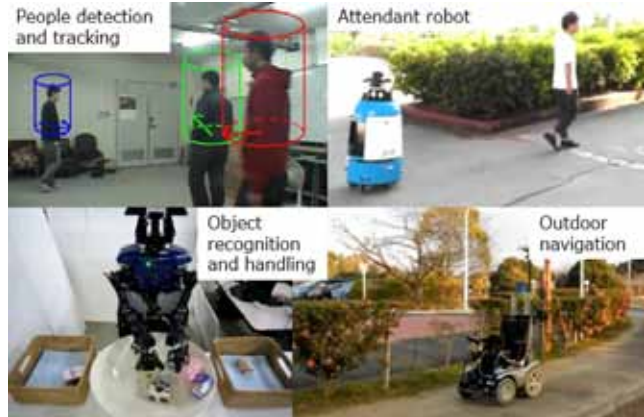 People detection
and tracking
Attendant robot
Object
recognition
and handling
Outdoor
navigation